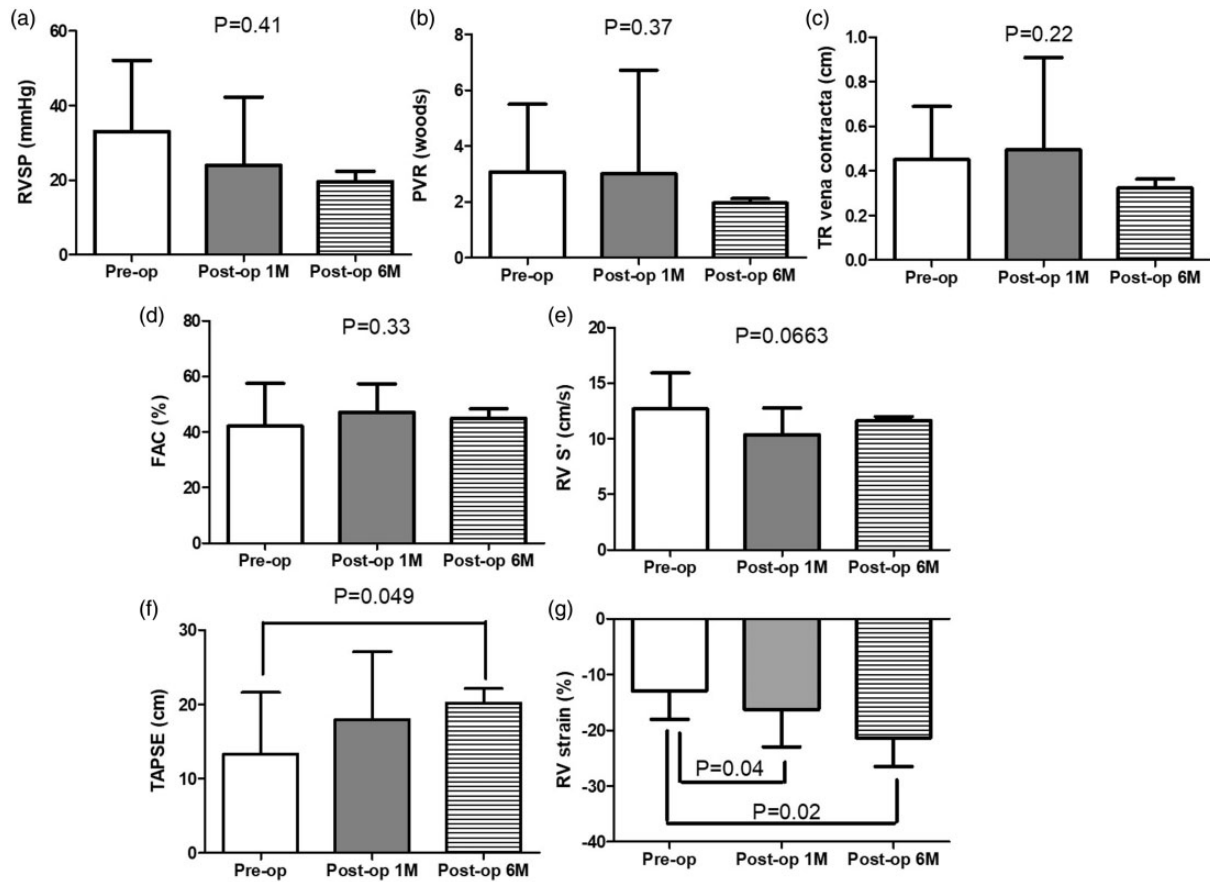 (a)
P=0.41
RVSP (mmHg)
60
40
20
0
Pre-op Post-op 1M Post-op 6M
(b)
P=0.37
PVR (woods)
8
6
4
2
0
Pre-op Post-op 1M Post-op 6M
(c)
P=0.22
TR vena contracta (cm)
1.0
0.8
0.6
0.4
0.2
0.0
Pre-op Post-op 1M Post-op 6M
(d)
P=0.33
FAC (%)
80
60
40
20
0
Pre-op Post-op 1M Post-op 6M
(e)
P=0.0663
RV S' (cm/s)
20
15
10
5
0
Pre-op Post-op 1M Post-op 6M
(f)
P=0.049
TAPSE (cm)
30
20
10
0
Pre-op Post-op 1M Post-op 6M
(g)
RV strain (%)
0
-10
-20
-30
-40
P=0.04
P=0.02
Pre-op Post-op 1M Post-op 6M